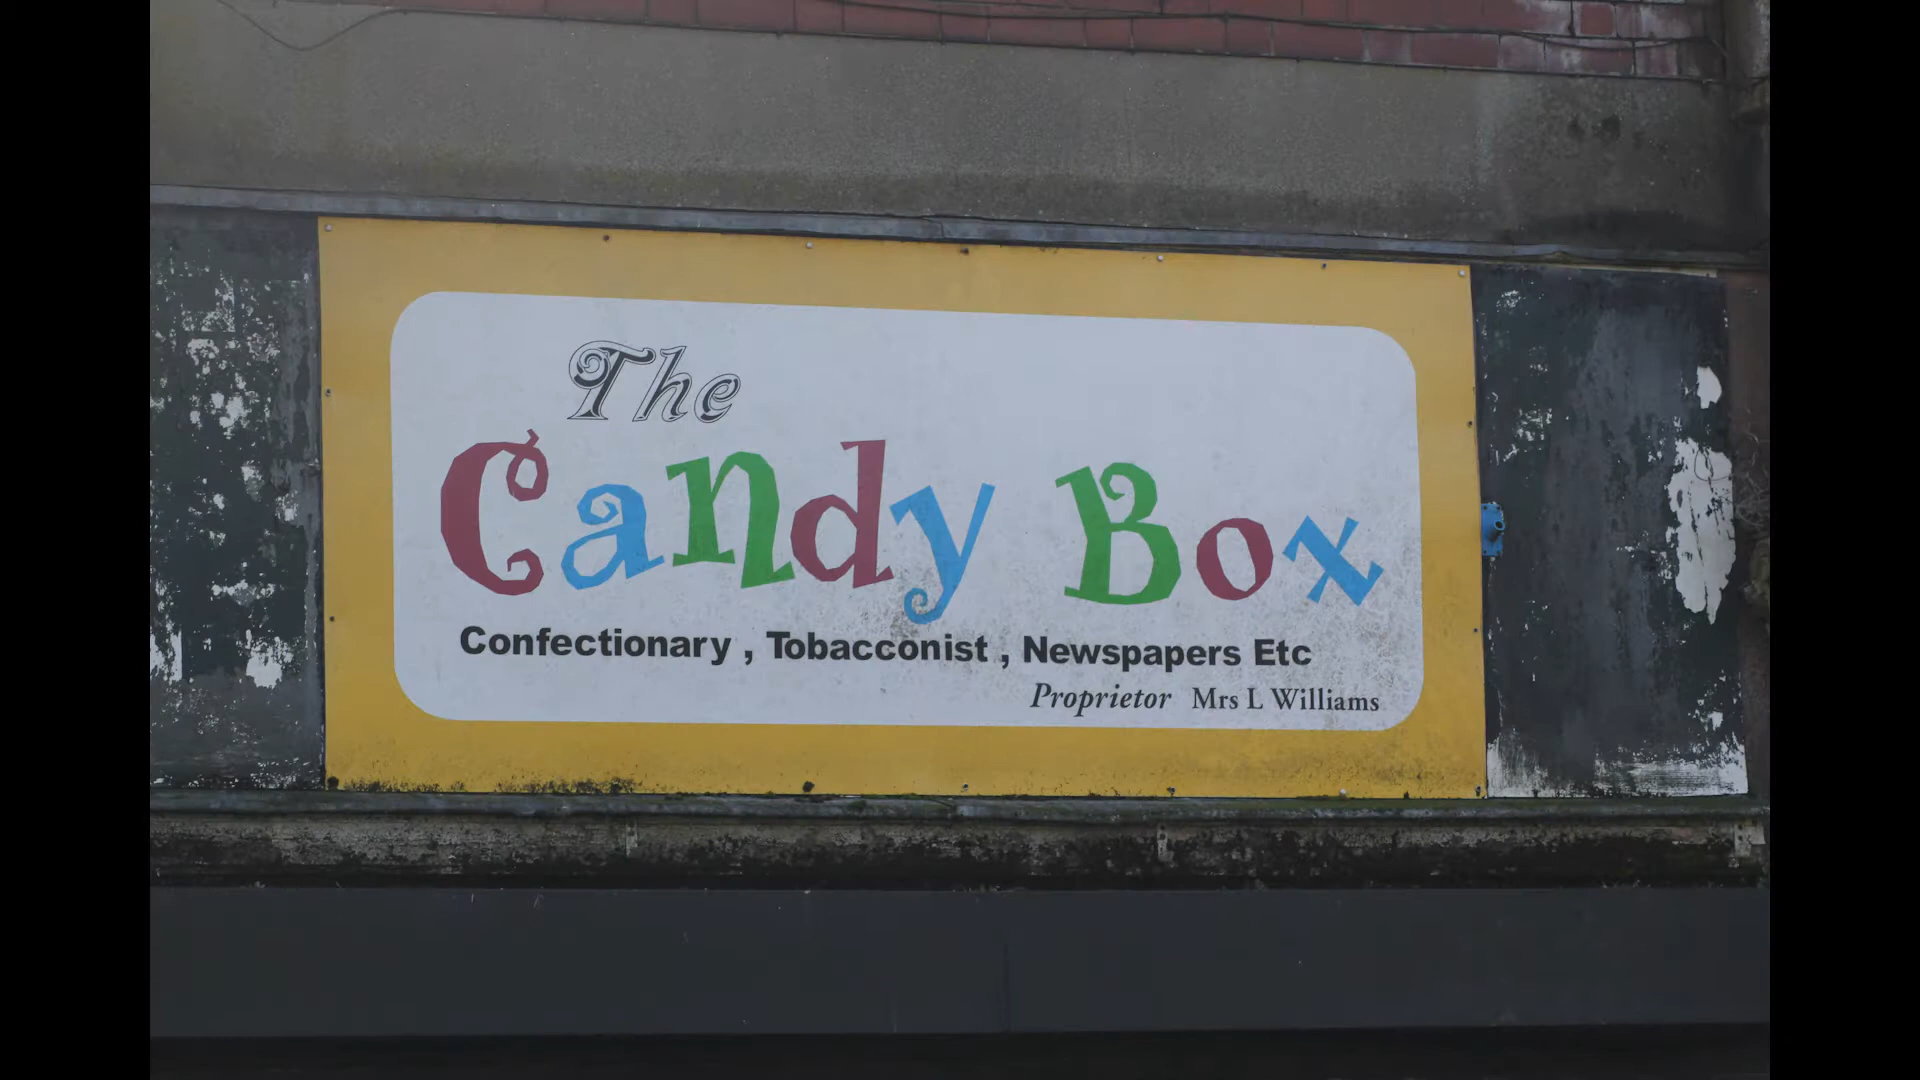 The
Candy Box
Confectionary , Tobacconist , Newspapers Etc
Proprietor Mrs L Williams